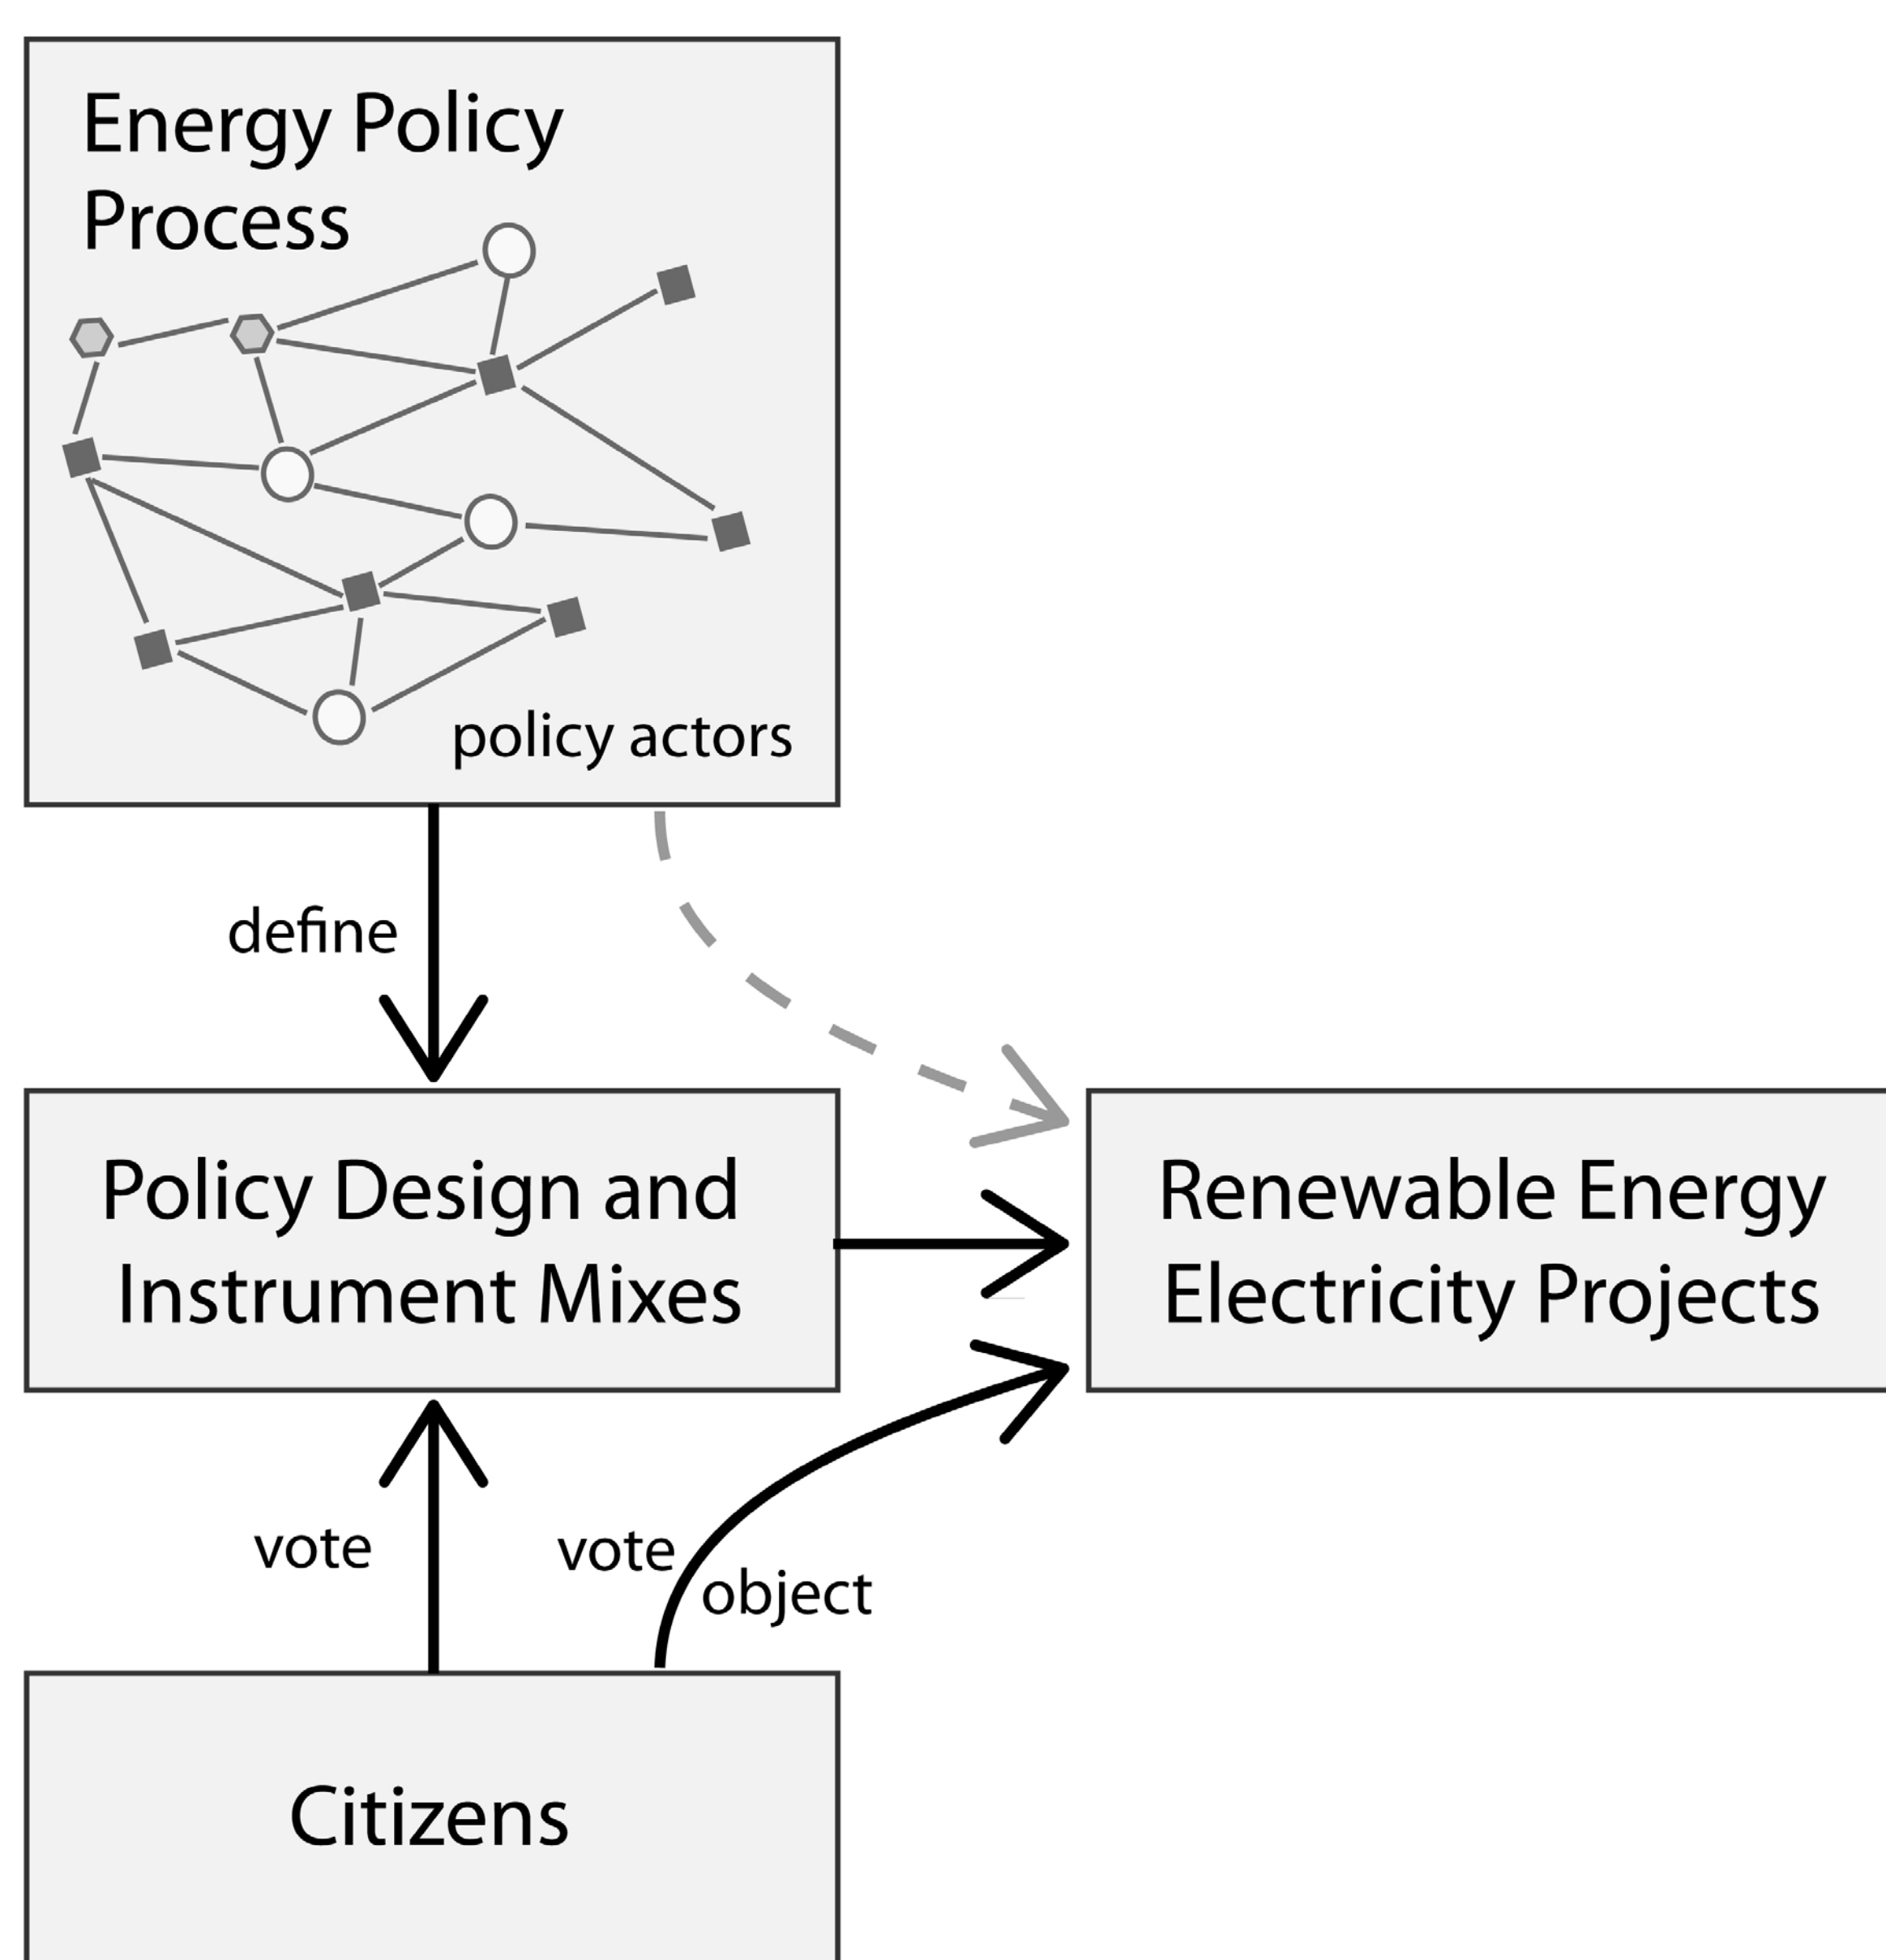 Energy Policy
Process
policy actors
define
Policy Design and
Instrument Mixes
Renewable Energy
Electricity Projects
vote
vote
object
Citizens